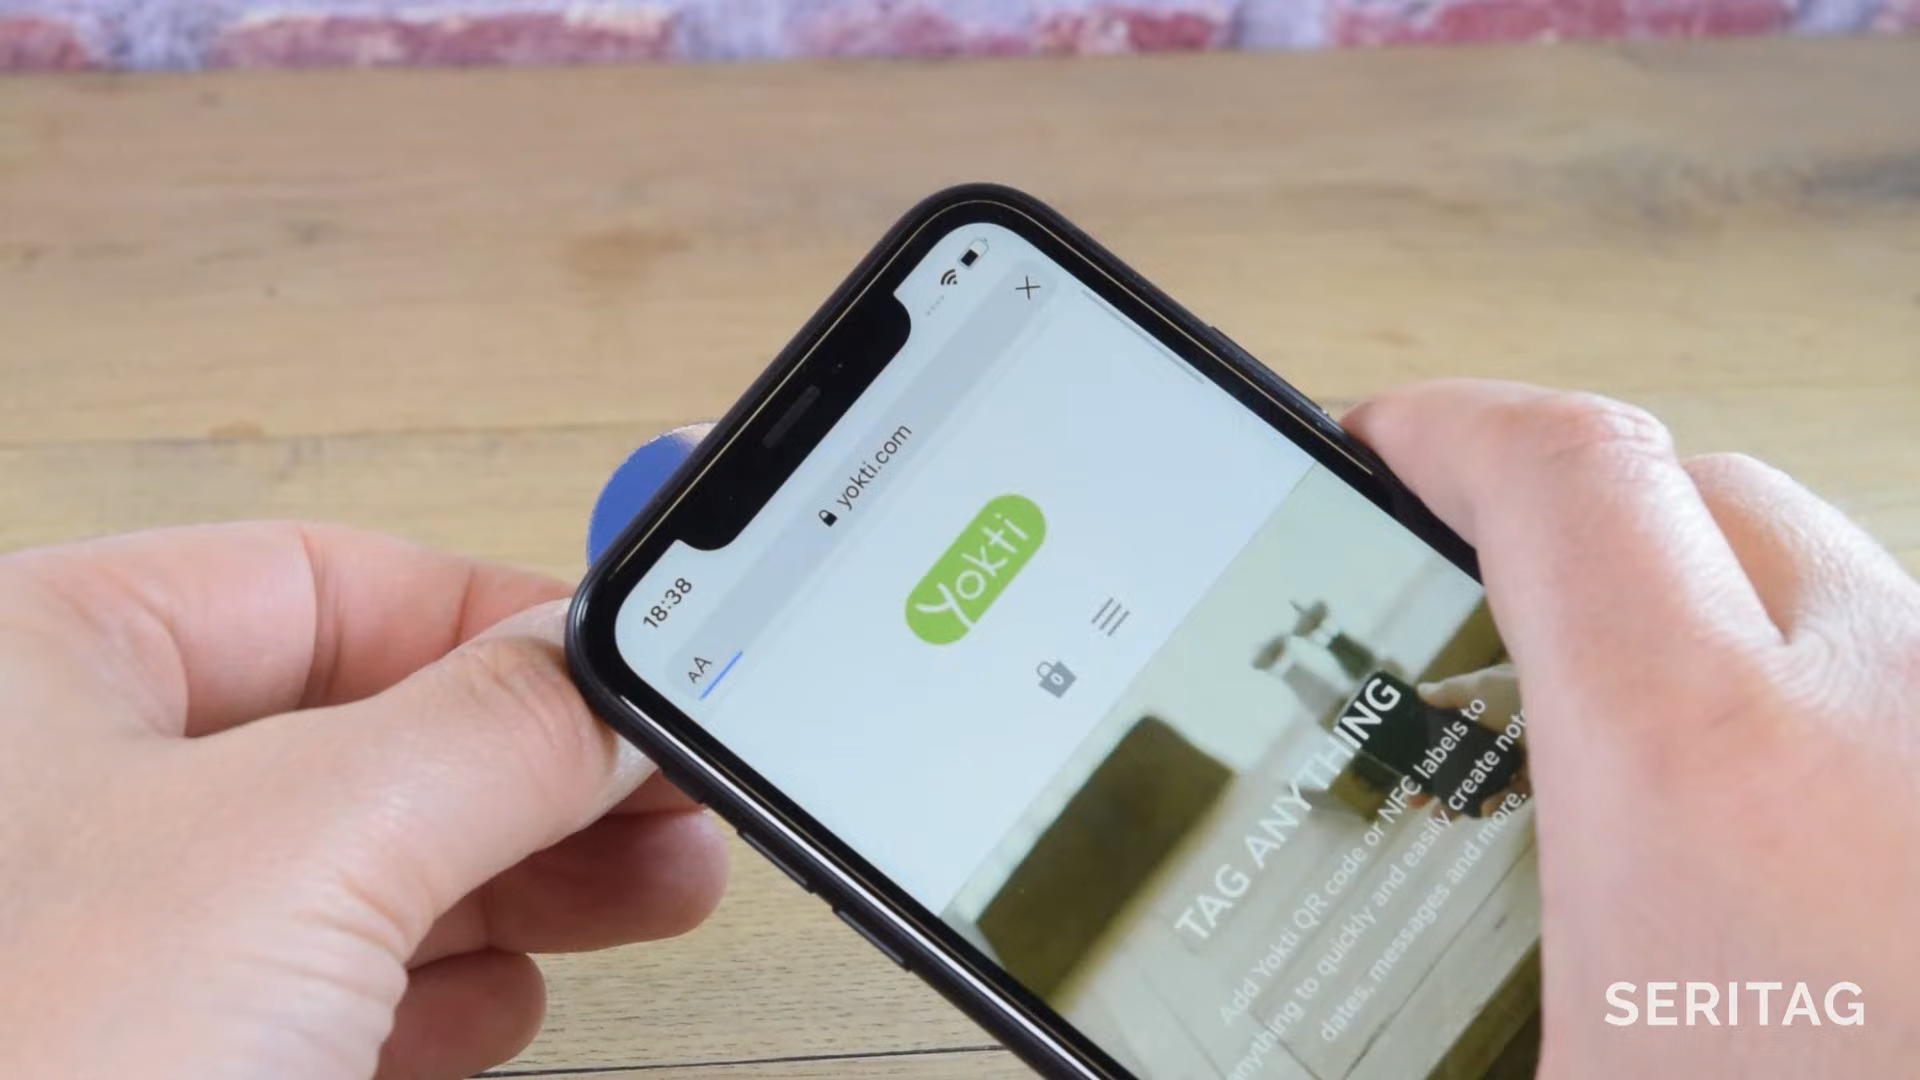 18:38
AA
yokti.com
Yokti
0
TAG ANYTHING
Add Yokti QR code or NFC labels to
anything to quickly and easily create
dates, messages and more.
SERITAG